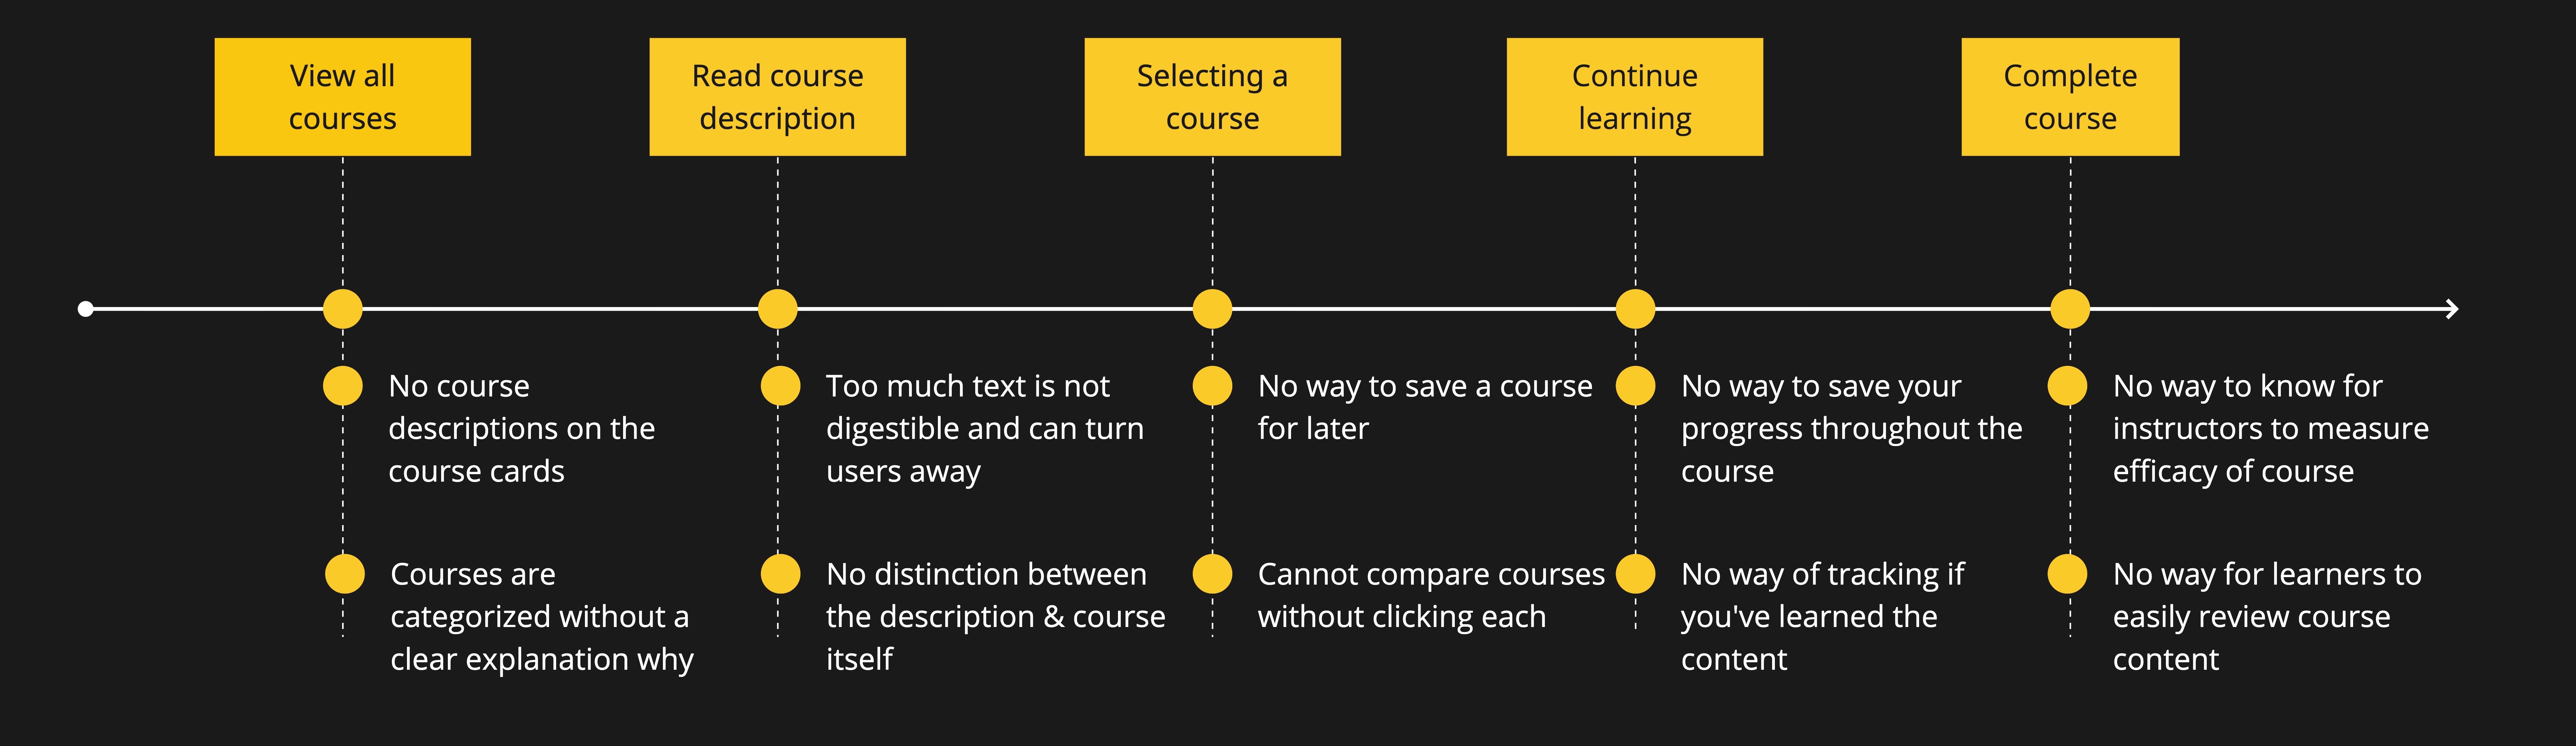 View all
courses
Read course
description
Selecting a
course
Continue
learning
Complete
course
No course
descriptions on the
course cards
Too much text is not
digestible and can turn
users away
No way to save a course
for later
No way to save your
progress throughout the
course
No way to know for
instructors to measure
efficacy of course
Courses are
categorized without a
clear explanation why
No distinction between
the description & course
itself
Cannot compare courses
without clicking each
No way of tracking if
you've learned the
content
No way for learners to
easily review course
content